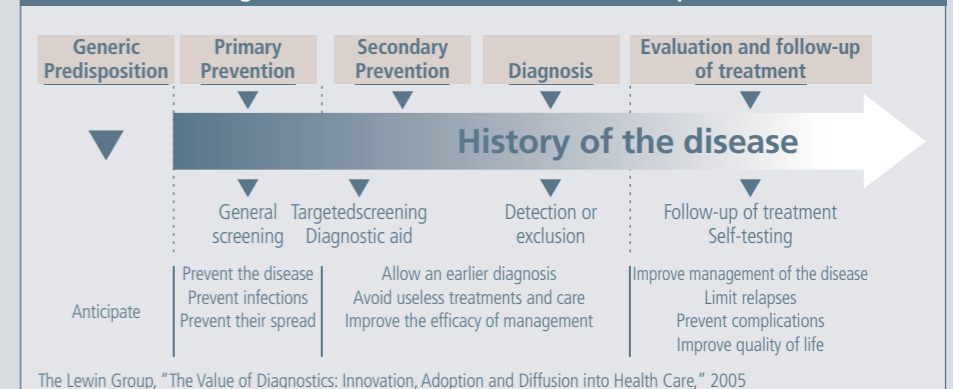 Generic
Predisposition
Primary
Prevention
Secondary
Prevention
Diagnosis
Evaluation and follow-up
of treatment
History of the disease
General
screening
Targetedscreening
Diagnostic aid
Detection or
exclusion
Follow-up of treatment
Self-testing
Anticipate
Prevent the disease
Prevent infections
Prevent their spread
Allow an earlier diagnosis
Avoid useless treatments and care
Improve the efficacy of management
Improve management of the disease
Limit relapses
Prevent complications
Improve quality of life
The Lewin Group, “The Value of Diagnostics: Innovation, Adoption and Diffusion into Health Care,” 2005